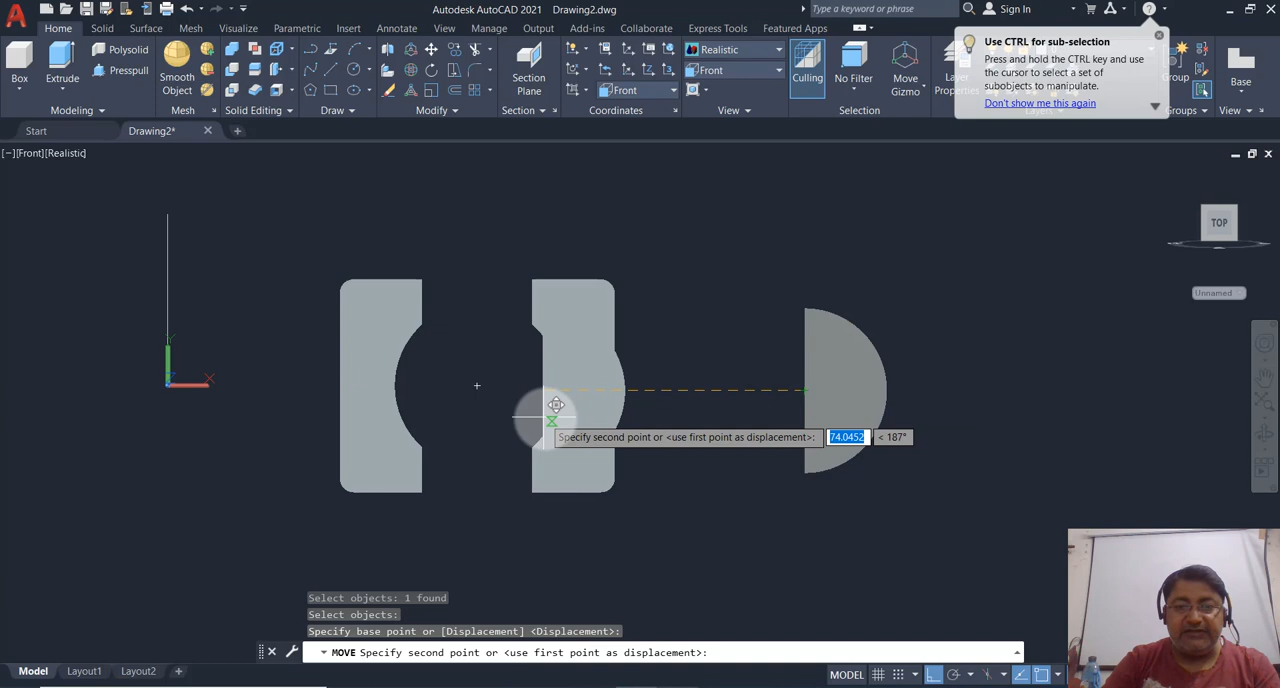 Autodesk AutoCAD 2021 Drawing2.dwg
Type a keyword or phrase
Sign In
Home Solid Surface Mesh Visualize Parametric Insert Annotate View Manage Output Add-ins Collaborate Express Tools Featured Apps
Box
Extrude
Polysolid
Presspull
Smooth
Object
Section
Plane
Front
Realistic
Front
Culling
No Filter
Move
Gizmo
Layer
Properties
Group
Base
Modeling
Mesh
Solid Editing
Draw
Modify
Section
Coordinates
View
Selection
Layers
Groups
View
Use CTRL for sub-selection
Press and hold the CTRL key and use
the cursor to select a set of
subobjects to manipulate.
Don't show me this again
Start
Drawing2*
[−][Front][Realistic]
TOP
Unnamed
Y
X
Z
Specify second point or <use first point as displacement>: 74.0452 < 187°
Select objects: 1 found
Select objects:
Specify base point or [Displacement] <Displacement>:
MOVE Specify second point or <use first point as displacement>:
Model Layout1 Layout2
MODEL